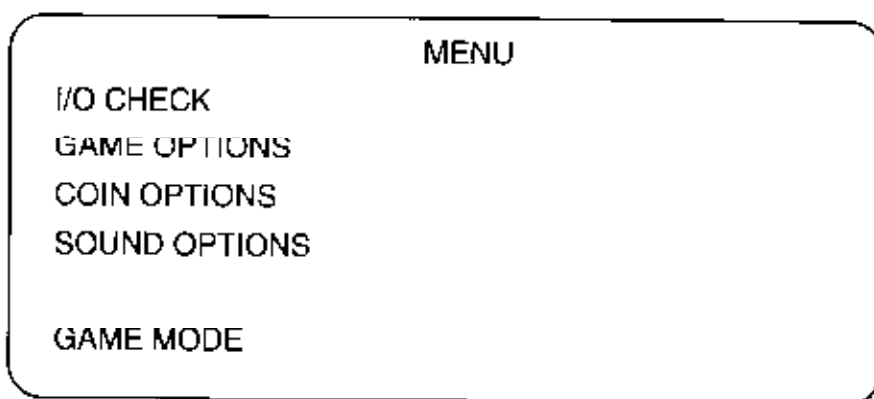 MENU
I/O CHECK
GAME OPTIONS
COIN OPTIONS
SOUND OPTIONS
GAME MODE